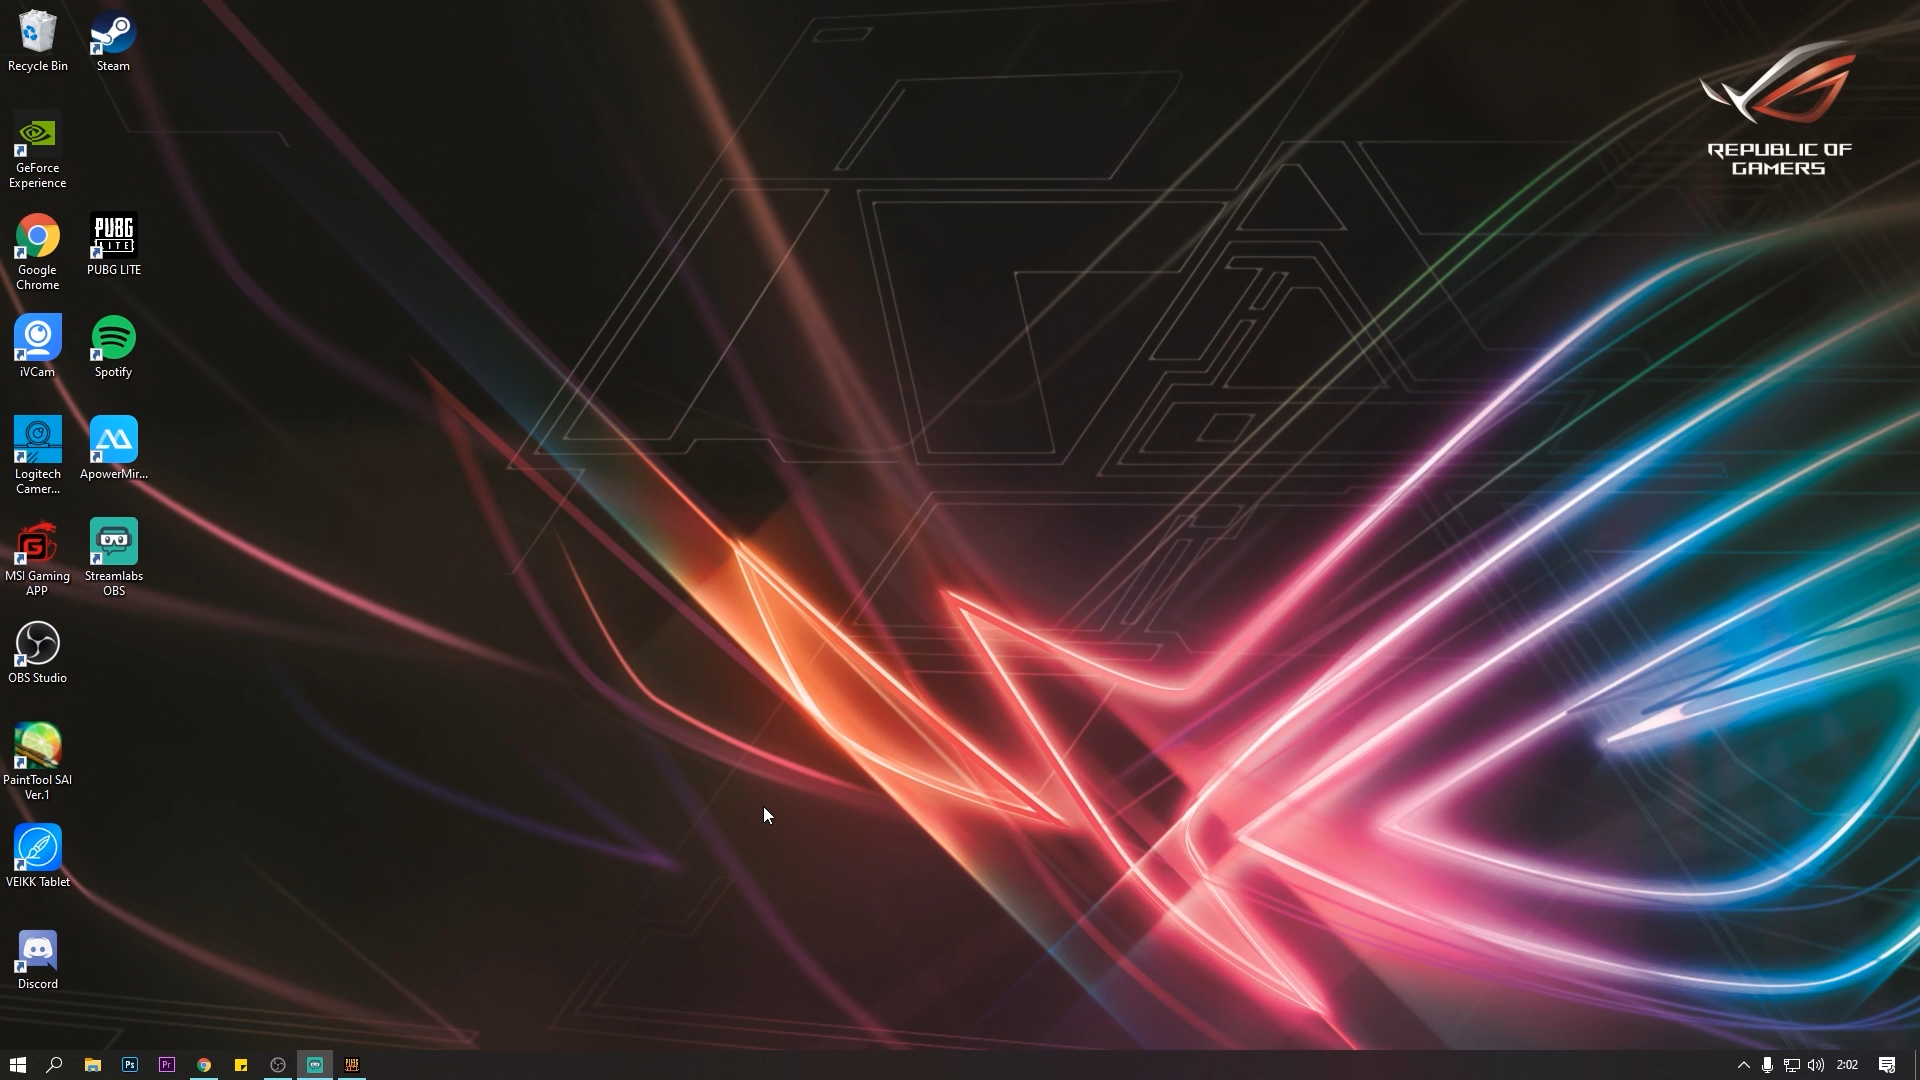 Recycle Bin
Steam
GeForce
Experience
Google
Chrome
PUBG
LITE
PUBG LITE
iVCam
Spotify
Logitech
Camer...
ApowerMir...
MSI Gaming
APP
Streamlabs
OBS
OBS Studio
PaintTool SAI
Ver.1
VEIKK Tablet
Discord
REPUBLIC OF
GAMERS
Ps
Pr
PUBG
2:02